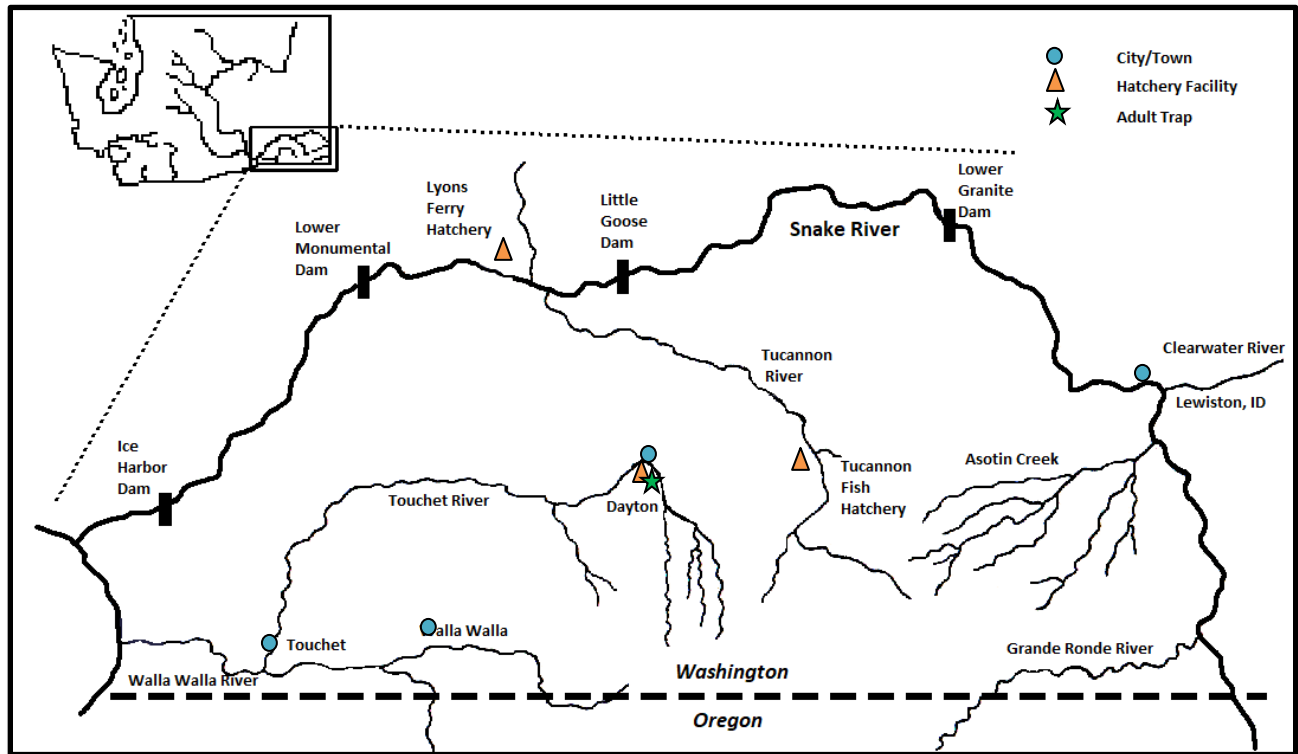 City/Town
Hatchery Facility
Adult Trap
Lower
Granite
Dam
Lyons
Ferry
Hatchery
Little
Goose
Dam
Snake River
Lower
Monumental
Dam
Clearwater River
Tucannon
River
Lewiston, ID
Ice
Harbor
Dam
Asotin Creek
Tucannon
Fish
Hatchery
Touchet River
Dayton
Walla Walla
Touchet
Grande Ronde River
Walla Walla River
Washington
Oregon